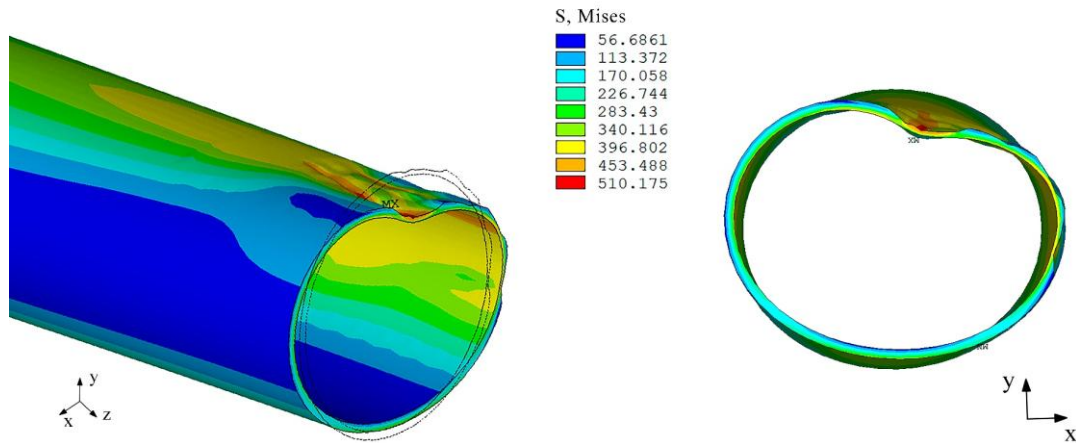 S, Mises
56.6861
113.372
170.058
226.744
283.43
340.116
396.802
453.488
510.175
MX
y
x
z
y
x